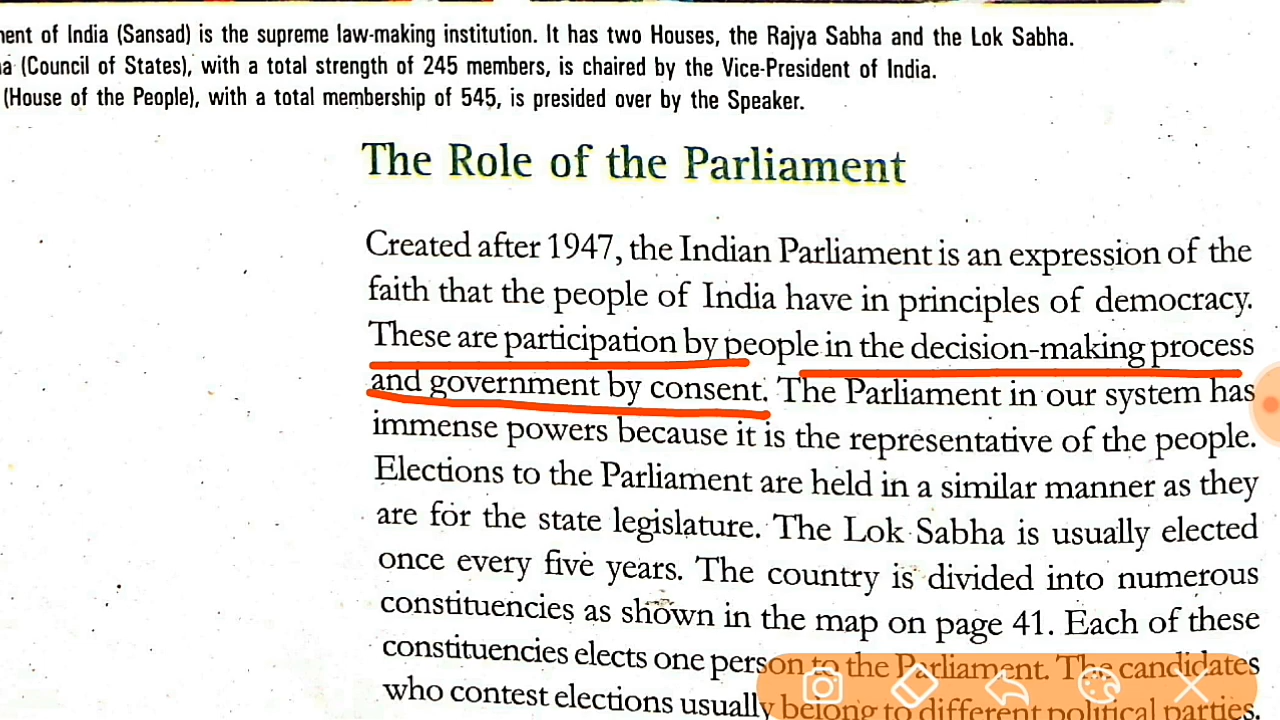 ent of India (Sansad) is the supreme law-making institution. It has two Houses, the Rajya Sabha and the Lok Sabha.
(Council of States), with a total strength of 245 members, is chaired by the Vice-President of India.
(House of the People), with a total membership of 545, is presided over by the Speaker.
The Role of the Parliament
Created after 1947, the Indian Parliament is an expression of the
faith that the people of India have in principles of democracy.
These are participation by people in the decision-making process
and government by consent. The Parliament in our system has
immense powers because it is the representative of the people.
Elections to the Parliament are held in a similar manner as they
are for the state legislature. The Lok Sabha is usually elected
once every five years. The country is divided into numerous
constituencies as shown in the map on page 41. Each of these
constituencies elects one person to the Parliament. The candidates
who contest elections usually belong to different political parties.